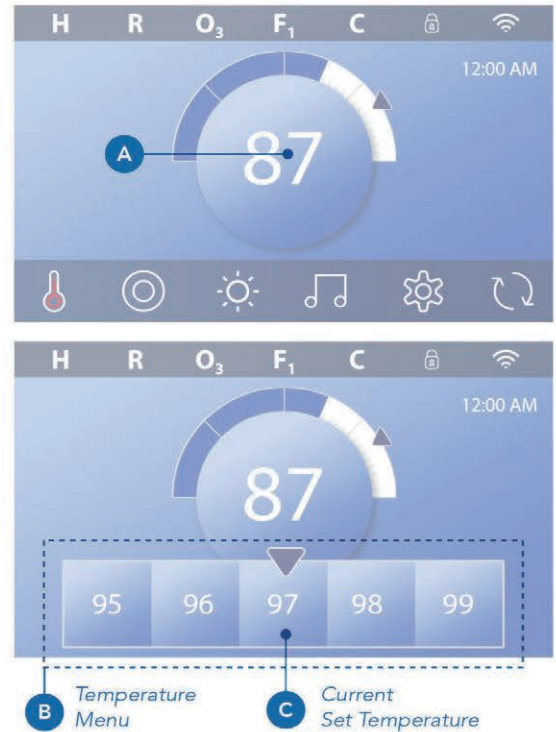 H R O₃ F₁ C
12:00 AM
A
87
H R O₃ F₁ C
12:00 AM
87
95 96 97 98 99
B Temperature Menu
C Current Set Temperature